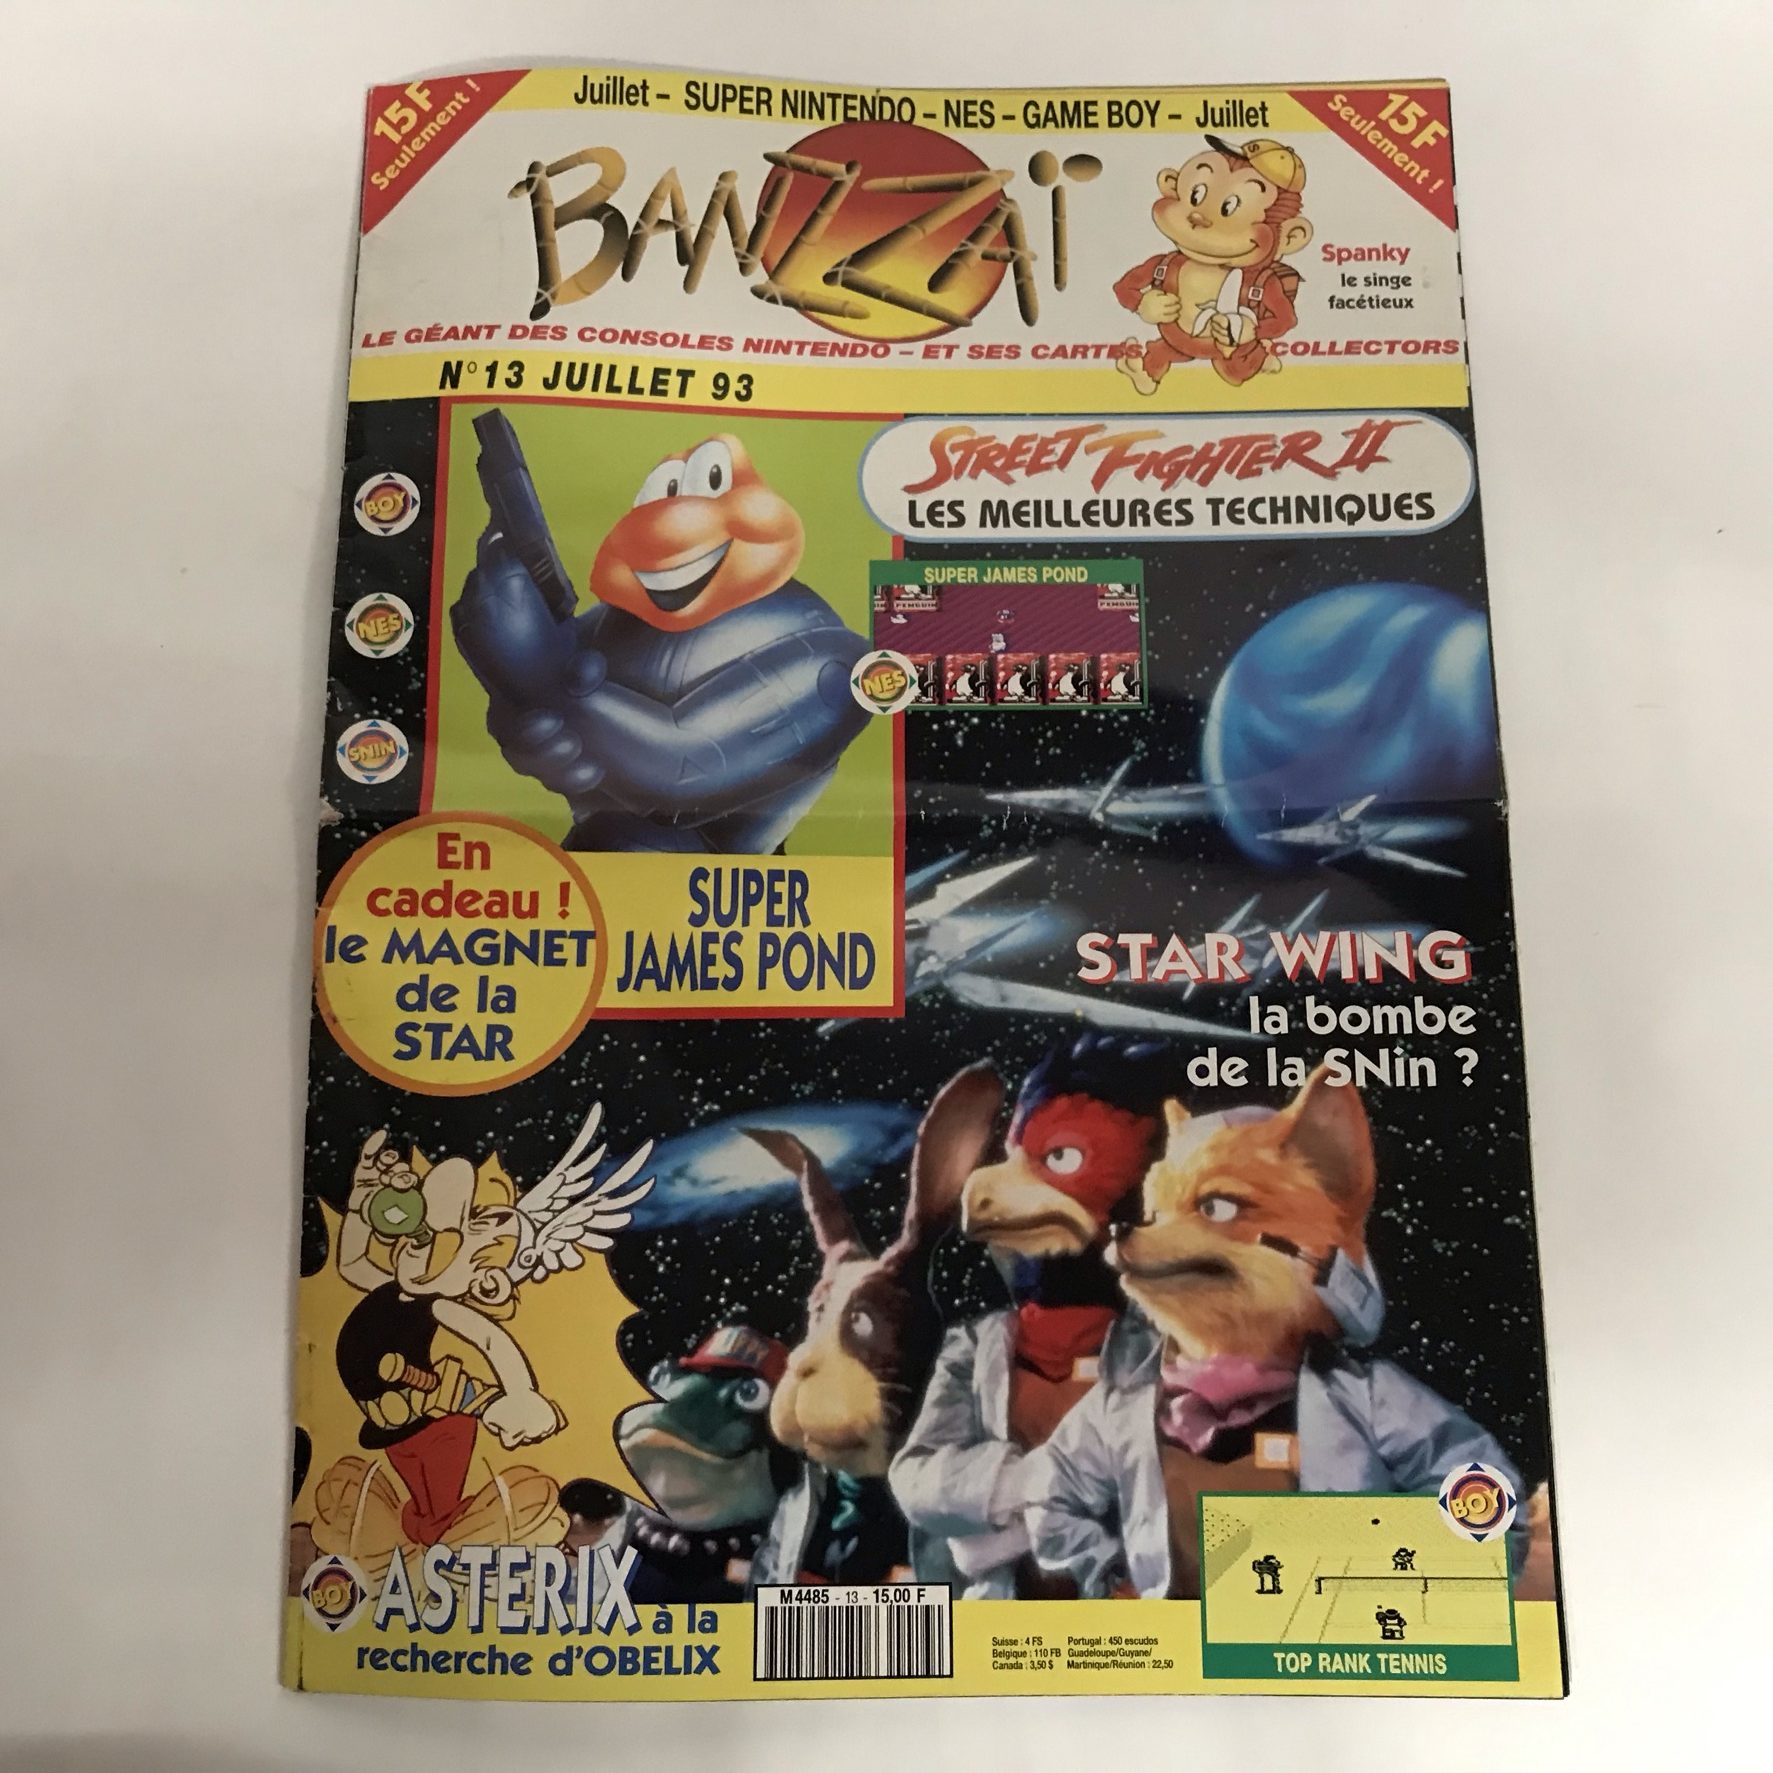 15F
Seulement !
Juillet – SUPER NINTENDO – NES – GAME BOY – Juillet
15F
Seulement !
BANZZAÏ
Spanky
le singe
facétieux
LE GÉANT DES CONSOLES NINTENDO – ET SES CARTES COLLECTORS
N° 13 JUILLET 93
STREET FIGHTER II
LES MEILLEURES TECHNIQUES
BOY
NES
SNIN
SUPER JAMES POND
PENGUIN
NES
En
cadeau !
le MAGNET
de la
STAR
SUPER
JAMES POND
STAR WING
la bombe
de la SNin ?
BOY
ASTERIX à la
recherche d'OBELIX
M 4485 - 13 - 15,00 F
Suisse : 4 FS Portugal : 450 escudos
Belgique : 110 FB Guadeloupe/Guyane/
Canada : 3,50 $ Martinique/Réunion : 22,50
BOY
TOP RANK TENNIS